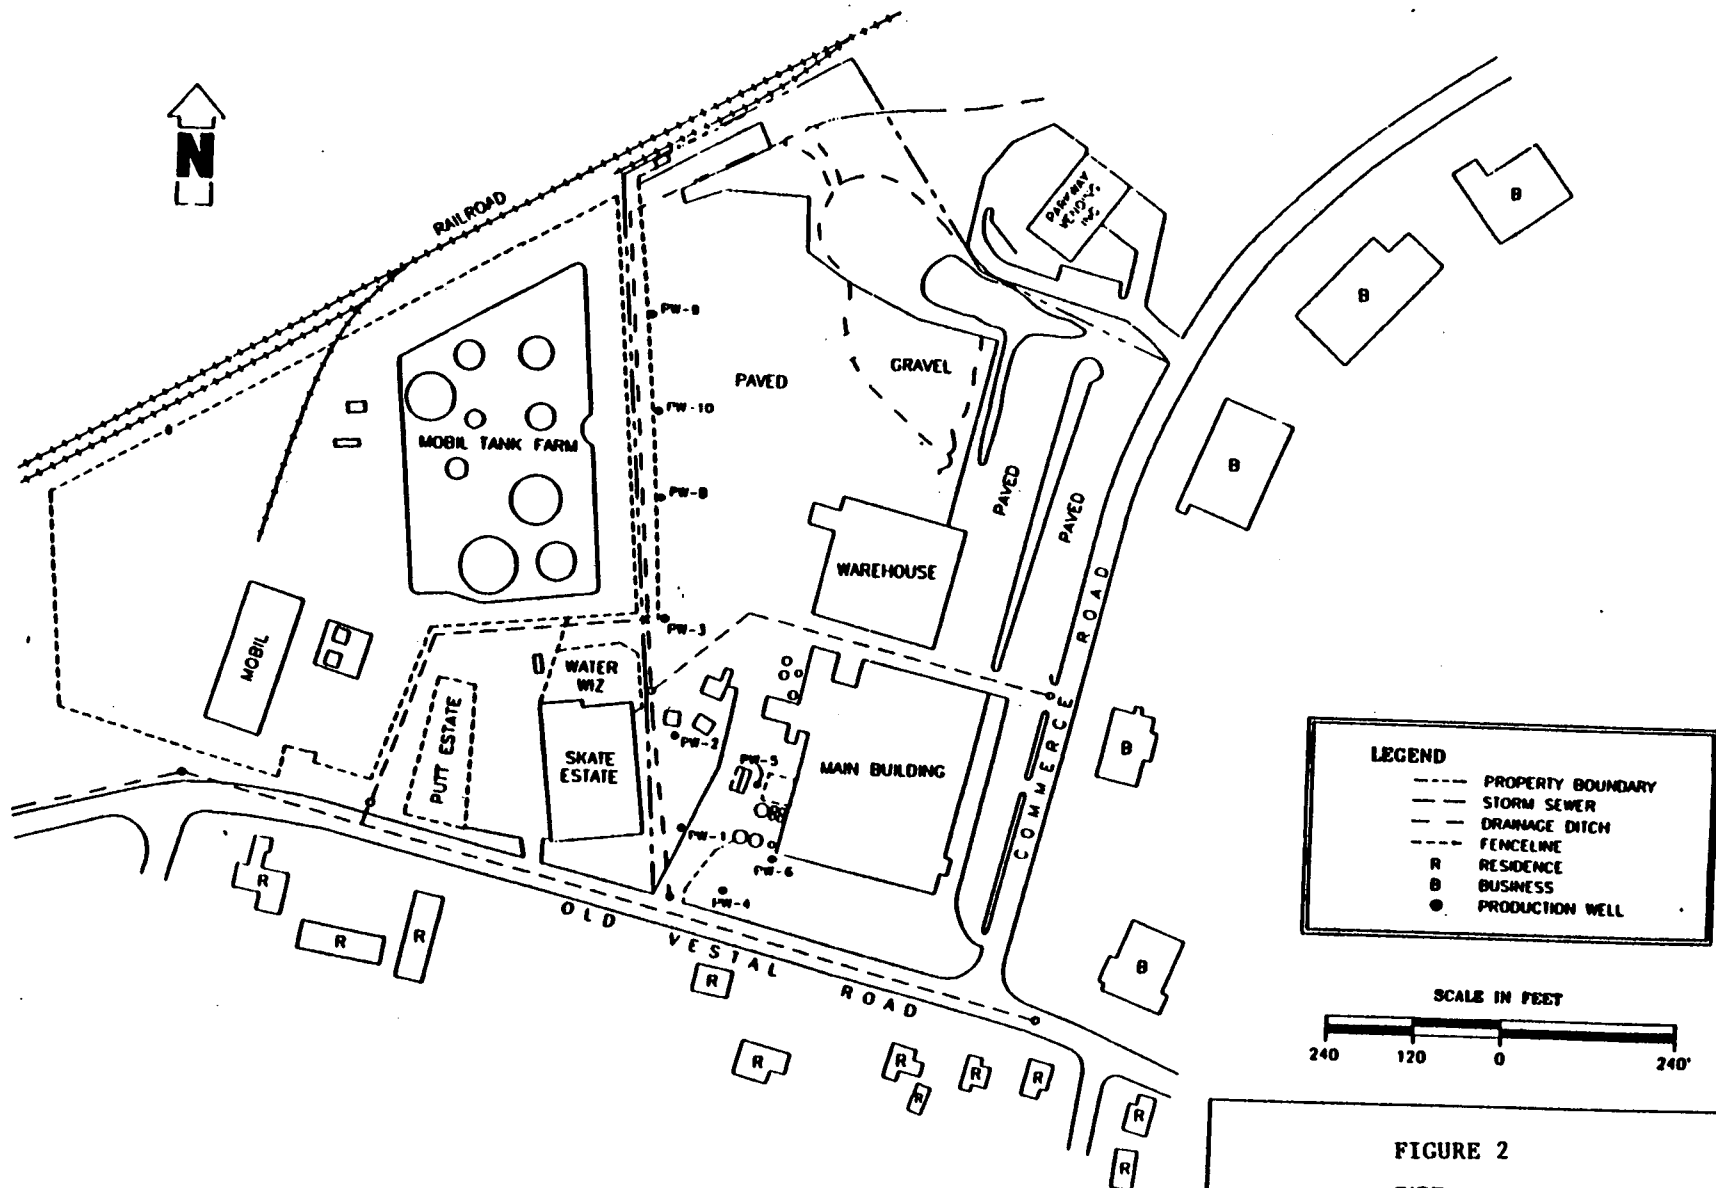 N
RAILROAD
PARKWAY
VENDING,
INC.
B
B
B
PW-9
PAVED
GRAVEL
PW-10
MOBIL TANK FARM
PW-8
PAVED
PAVED
WAREHOUSE
COMMERCE ROAD
PW-3
MOBIL
WATER
WIZ
PUTT ESTATE
SKATE
ESTATE
PW-2
PW-5
MAIN BUILDING
B
PW-1
PW-6
PW-4
B
OLD VESTAL ROAD
R
R
R
R
R
R
R
R
R
R
R
LEGEND
PROPERTY BOUNDARY
STORM SEWER
DRAINAGE DITCH
FENCELINE
R RESIDENCE
B BUSINESS
PRODUCTION WELL
SCALE IN FEET
240 120 0 240'
FIGURE 2